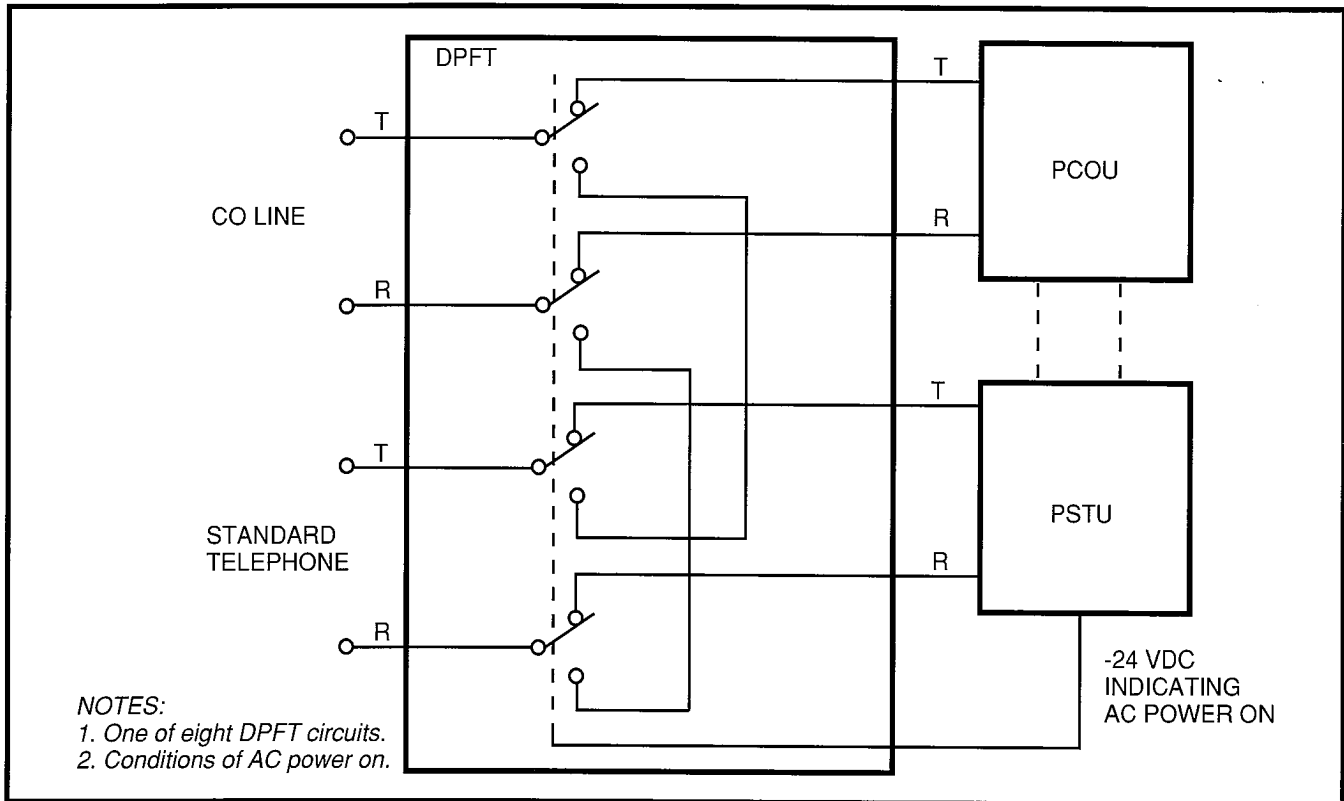 DPFT
T
T
PCOU
CO LINE
R
R
T
T
STANDARD
TELEPHONE
PSTU
R
R
-24 VDC
INDICATING
AC POWER ON
NOTES:
1. One of eight DPFT circuits.
2. Conditions of AC power on.